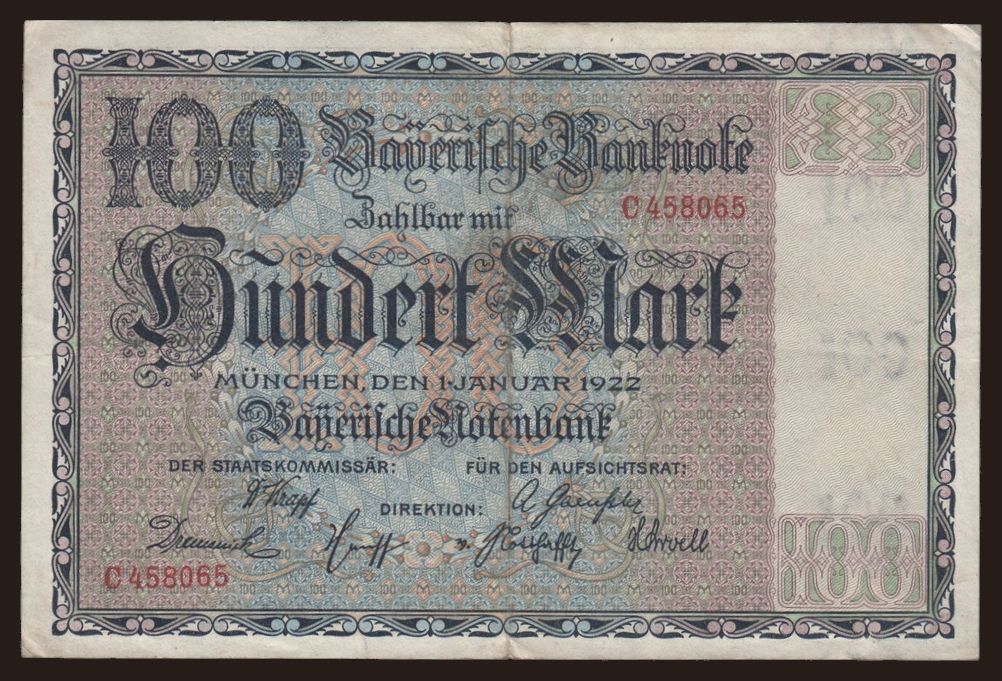 100 Bayerische Banknote
C 458065
Zahlbar mit
Hundert Mark
MÜNCHEN, DEN 1·JANUAR 1922
Bayerische Notenbank
DER STAATSKOMMISSÄR: FÜR DEN AUFSICHTSRAT:
DIREKTION:
C 458065
100